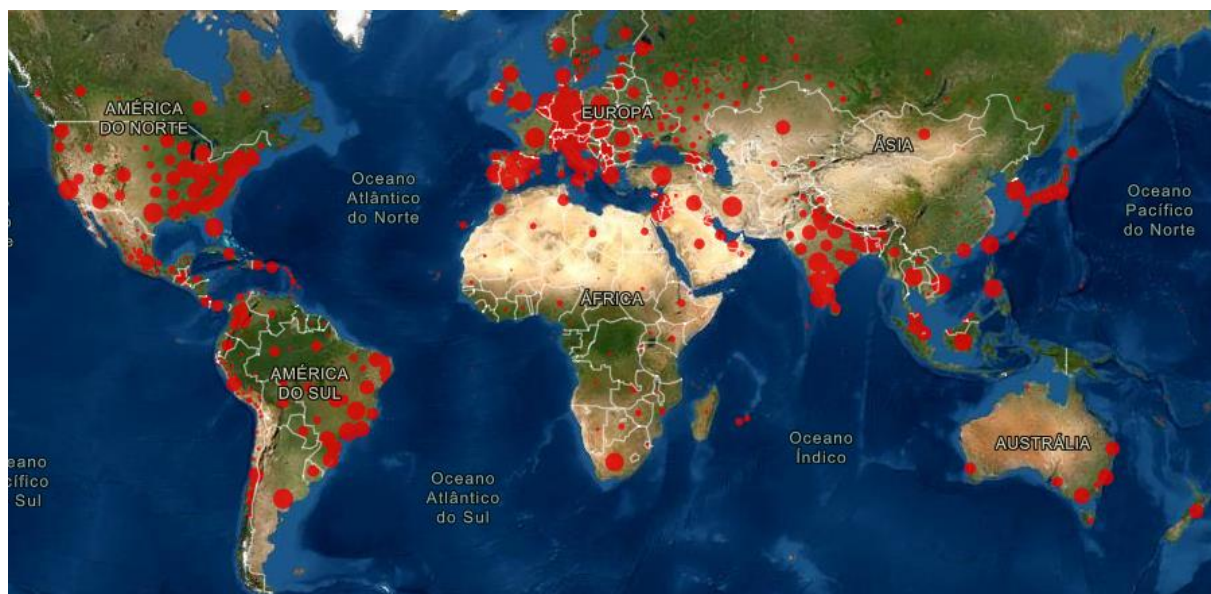 AMÉRICA
DO NORTE
EUROPA
ÁSIA
Oceano
Atlântico
do Norte
Oceano
Pacífico
do Norte
ÁFRICA
AMÉRICA
DO SUL
Oceano
Índico
AUSTRÁLIA
eano
cífico
Sul
Oceano
Atlântico
do Sul